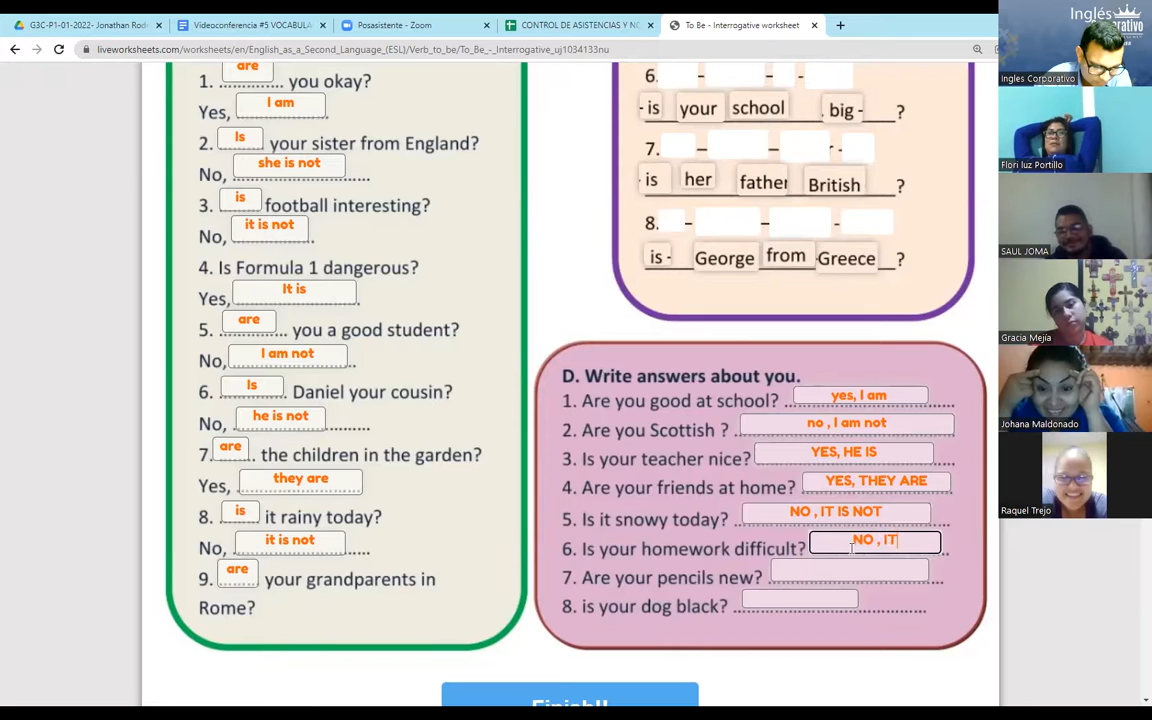 G3C-P1-01-2022- Jonathan Rod
Videoconferencia #5 VOCABULA
Posasistente - Zoom
CONTROL DE ASISTENCIAS Y NO
To Be - Interrogative worksheet
liveworksheets.com/worksheets/en/English_as_a_Second_Language_(ESL)/Verb_to_be/To_Be_-_Interrogative_uj1034133nu
are
1. .............. you okay?
Yes, I am.
2. Is your sister from England?
No, she is not ......
3. is football interesting?
No, it is not.
4. Is Formula 1 dangerous?
Yes, It is.
5. are ... you a good student?
No, I am not ..
6. Is. Daniel your cousin?
No, he is not ..........
7. are ... the children in the garden?
Yes, they are
8. is it rainy today?
No, it is not ......
9. are your grandparents in
Rome?
6. - - -
- is your school big - ?
7. - - -
is her father British ?
8. - - -
is - George from Greece ?
D. Write answers about you.
1. Are you good at school? .. yes, I am ......
2. Are you Scottish ? .. no , I am not
3. Is your teacher nice? YES, HE IS ....
4. Are your friends at home? YES, THEY ARE
5. Is it snowy today? NO , IT IS NOT ....
6. Is your homework difficult? NO , IT ..
7. Are your pencils new? ...
8. is your dog black? ..........................................
Finish!!
Inglés
Corporativo
Ingles Corporativo
Flori luz Portillo
SAUL JOMA
Gracia Mejía
Johana Maldonado
Raquel Trejo